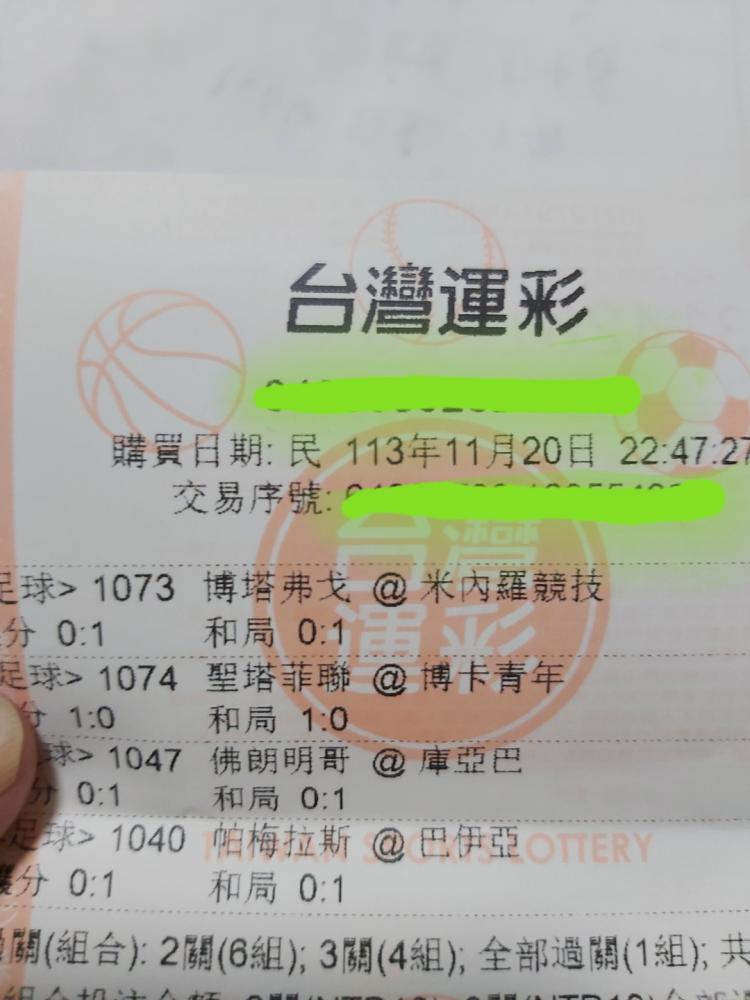 台灣運彩
購買日期: 民 113年11月20日 22:47:27
交易序號:
足球> 1073 博塔弗戈 @ 米內羅競技
分 0:1 和局 0:1
足球> 1074 聖塔菲聯 @ 博卡青年
分 1:0 和局 1:0
球> 1047 佛朗明哥 @ 庫亞巴
分 0:1 和局 0:1
足球> 1040 帕梅拉斯 @ 巴伊亞
TAIWAN SPORTS LOTTERY
分 0:1 和局 0:1
關(組合): 2關(6組); 3關(4組); 全部過關(1組); 共